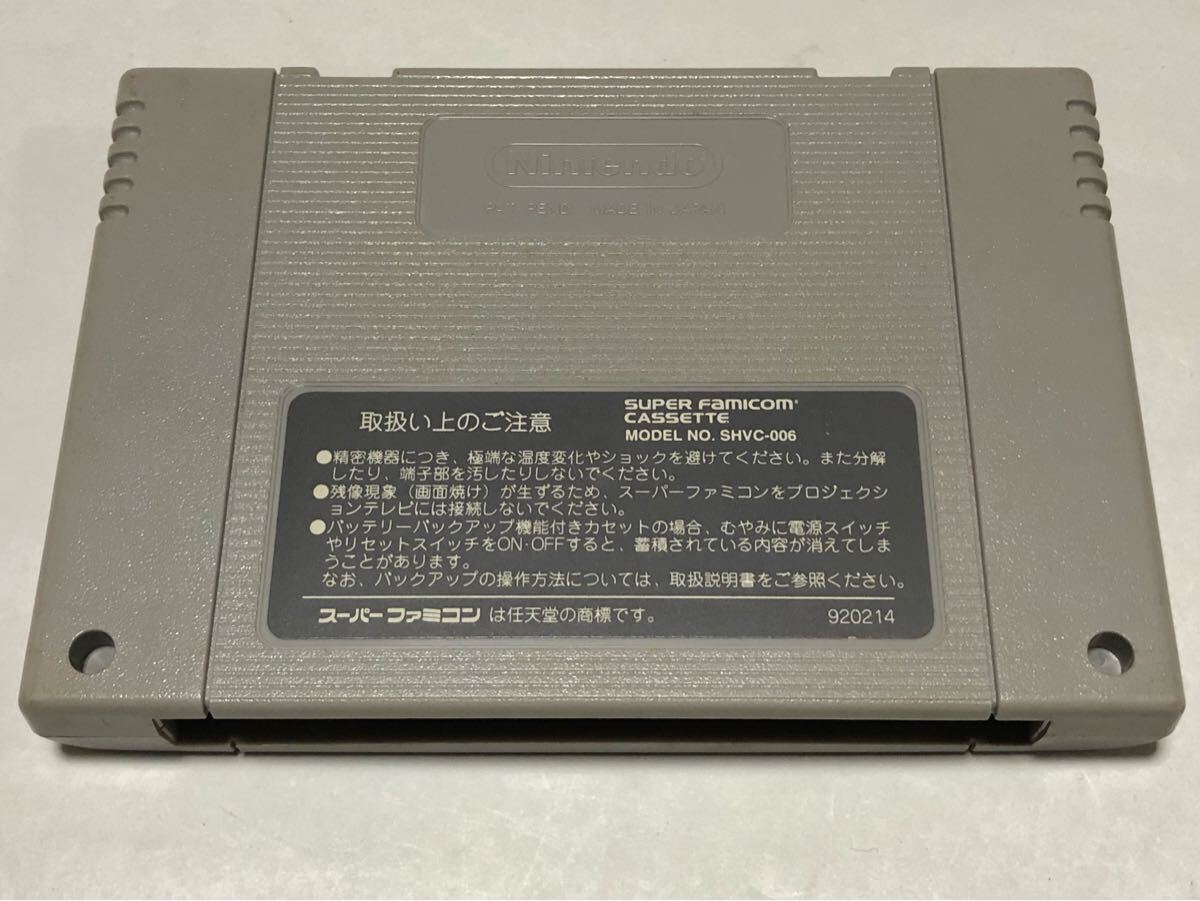 Nintendo
PAT. PEND. MADE IN JAPAN
取扱い上のご注意
SUPER FAMICOM
CASSETTE
MODEL NO. SHVC-006
●精密機器につき、極端な温度変化やショックを避けてください。また分解
したり、端子部を汚したりしないでください。
●残像現象（画面焼け）が生ずるため、スーパーファミコンをプロジェクシ
ョンテレビには接続しないでください。
●バッテリーバックアップ機能付きカセットの場合、むやみに電源スイッチ
やリセットスイッチをON・OFFすると、蓄積されている内容が消えてしま
うことがあります。
なお、バックアップの操作方法については、取扱説明書をご参照ください。
スーパーファミコンは任天堂の商標です。
920214